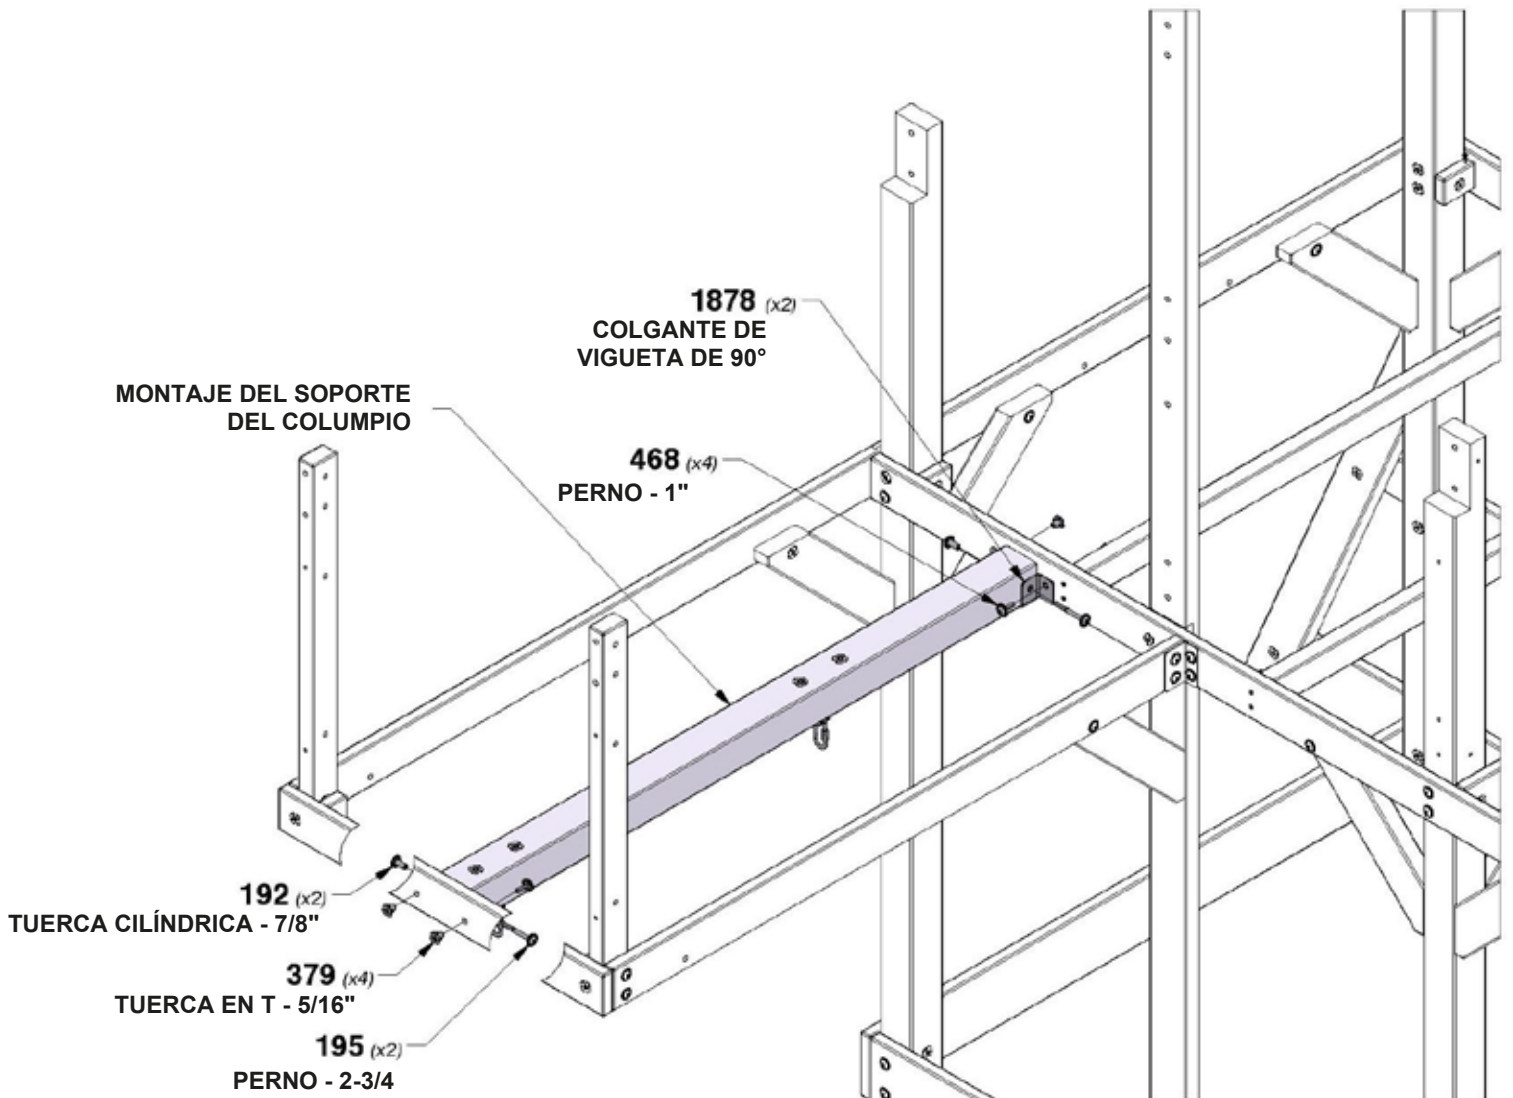 1878 (x2)
COLGANTE DE
VIGUETA DE 90°
MONTAJE DEL SOPORTE
DEL COLUMPIO
468 (x4)
PERNO - 1"
192 (x2)
TUERCA CILÍNDRICA - 7/8"
379 (x4)
TUERCA EN T - 5/16"
195 (x2)
PERNO - 2-3/4